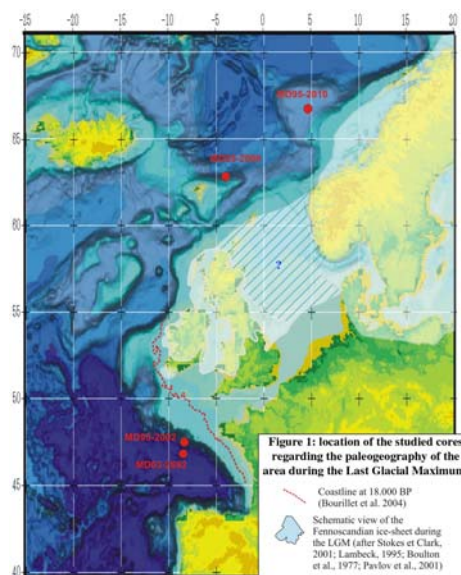 -25 -20 -15 -10 -5 0 5 10 15 20
70
65
60
55
50
45
40
MD95-2010
?
MD95-2002
Figure 1: location of the studied cores
regarding the paleogeography of the
area during the Last Glacial Maximum
Coastline at 18.000 BP
(Bourillet et al. 2004)
Schematic view of the
Fennoscandian ice-sheet during
the LGM (after Stokes et Clark,
2001; Lambeck, 1995; Boulton
et al., 1977; Pavlov et al., 2001)